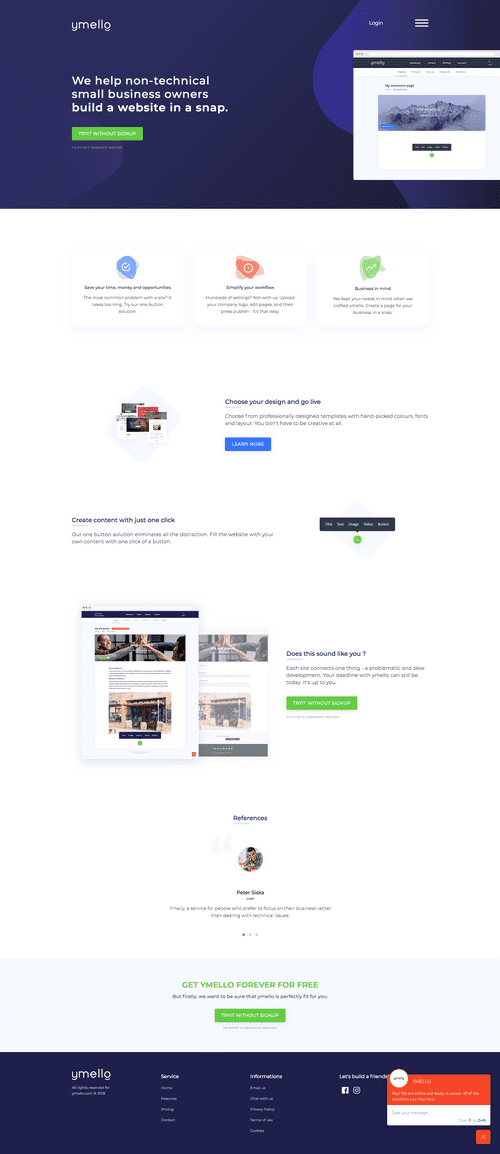 ymello
Login
We help non-technical
small business owners
build a website in a snap.
TRY IT WITHOUT SIGNUP
ymello
My awesome page
Save your time, money and opportunities
The most common problem with a site? It
takes too long. Try our one button
solution.
Simplify your workflow
Hundreds of settings? Not with us. Upload
your company logo, edit pages, and then
press publish - it's that easy.
Business in mind
We kept your needs in mind when we
crafted ymello. Create a page for your
business in a snap.
Choose your design and go live
Choose from professionally designed templates with hand-picked colours, fonts
and layout. You don't have to be creative at all.
LEARN MORE
Create content with just one click
Our one button solution eliminates all the distraction. Fill the website with your
own content with one click of a button.
Title Text Image Video Button
Does this sound like you ?
Each site connects one thing - a problematic and slow
development. Your deadline with ymello can still be
today. It's up to you.
TRY IT WITHOUT SIGNUP
References
Peter Siska
Finally, a service for people who prefer to focus on their business rather
than dealing with technical issues.
GET YMELLO FOREVER FOR FREE
But firstly, we want to be sure that ymello is perfectly fit for you.
TRY IT WITHOUT SIGNUP
ymello
All rights reserved for
ymello.com © 2018
Service
Home
Features
Pricing
Contact
Informations
Email us
Chat with us
Privacy Policy
Terms of use
Cookies
Let's build a friends
ymello
YMELLO
Hey! We are online and ready to answer all of the
questions you may have.
Type your message...
X